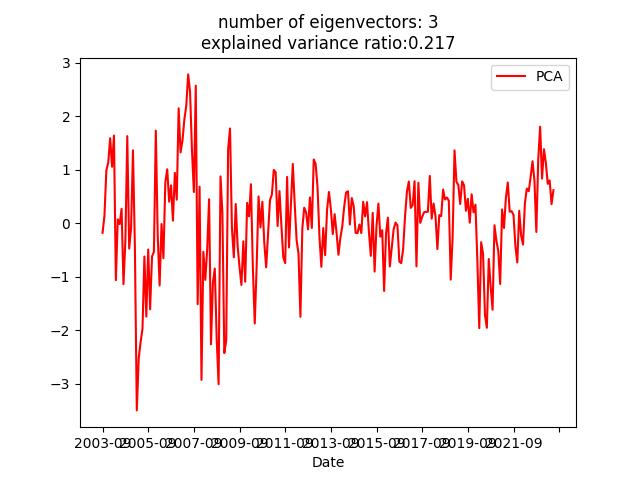 number of eigenvectors: 3
explained variance ratio:0.217
PCA
3
2
1
0
−1
−2
−3
2003-09 2005-09 2007-09 2009-09 2011-09 2013-09 2015-09 2017-09 2019-09 2021-09
Date